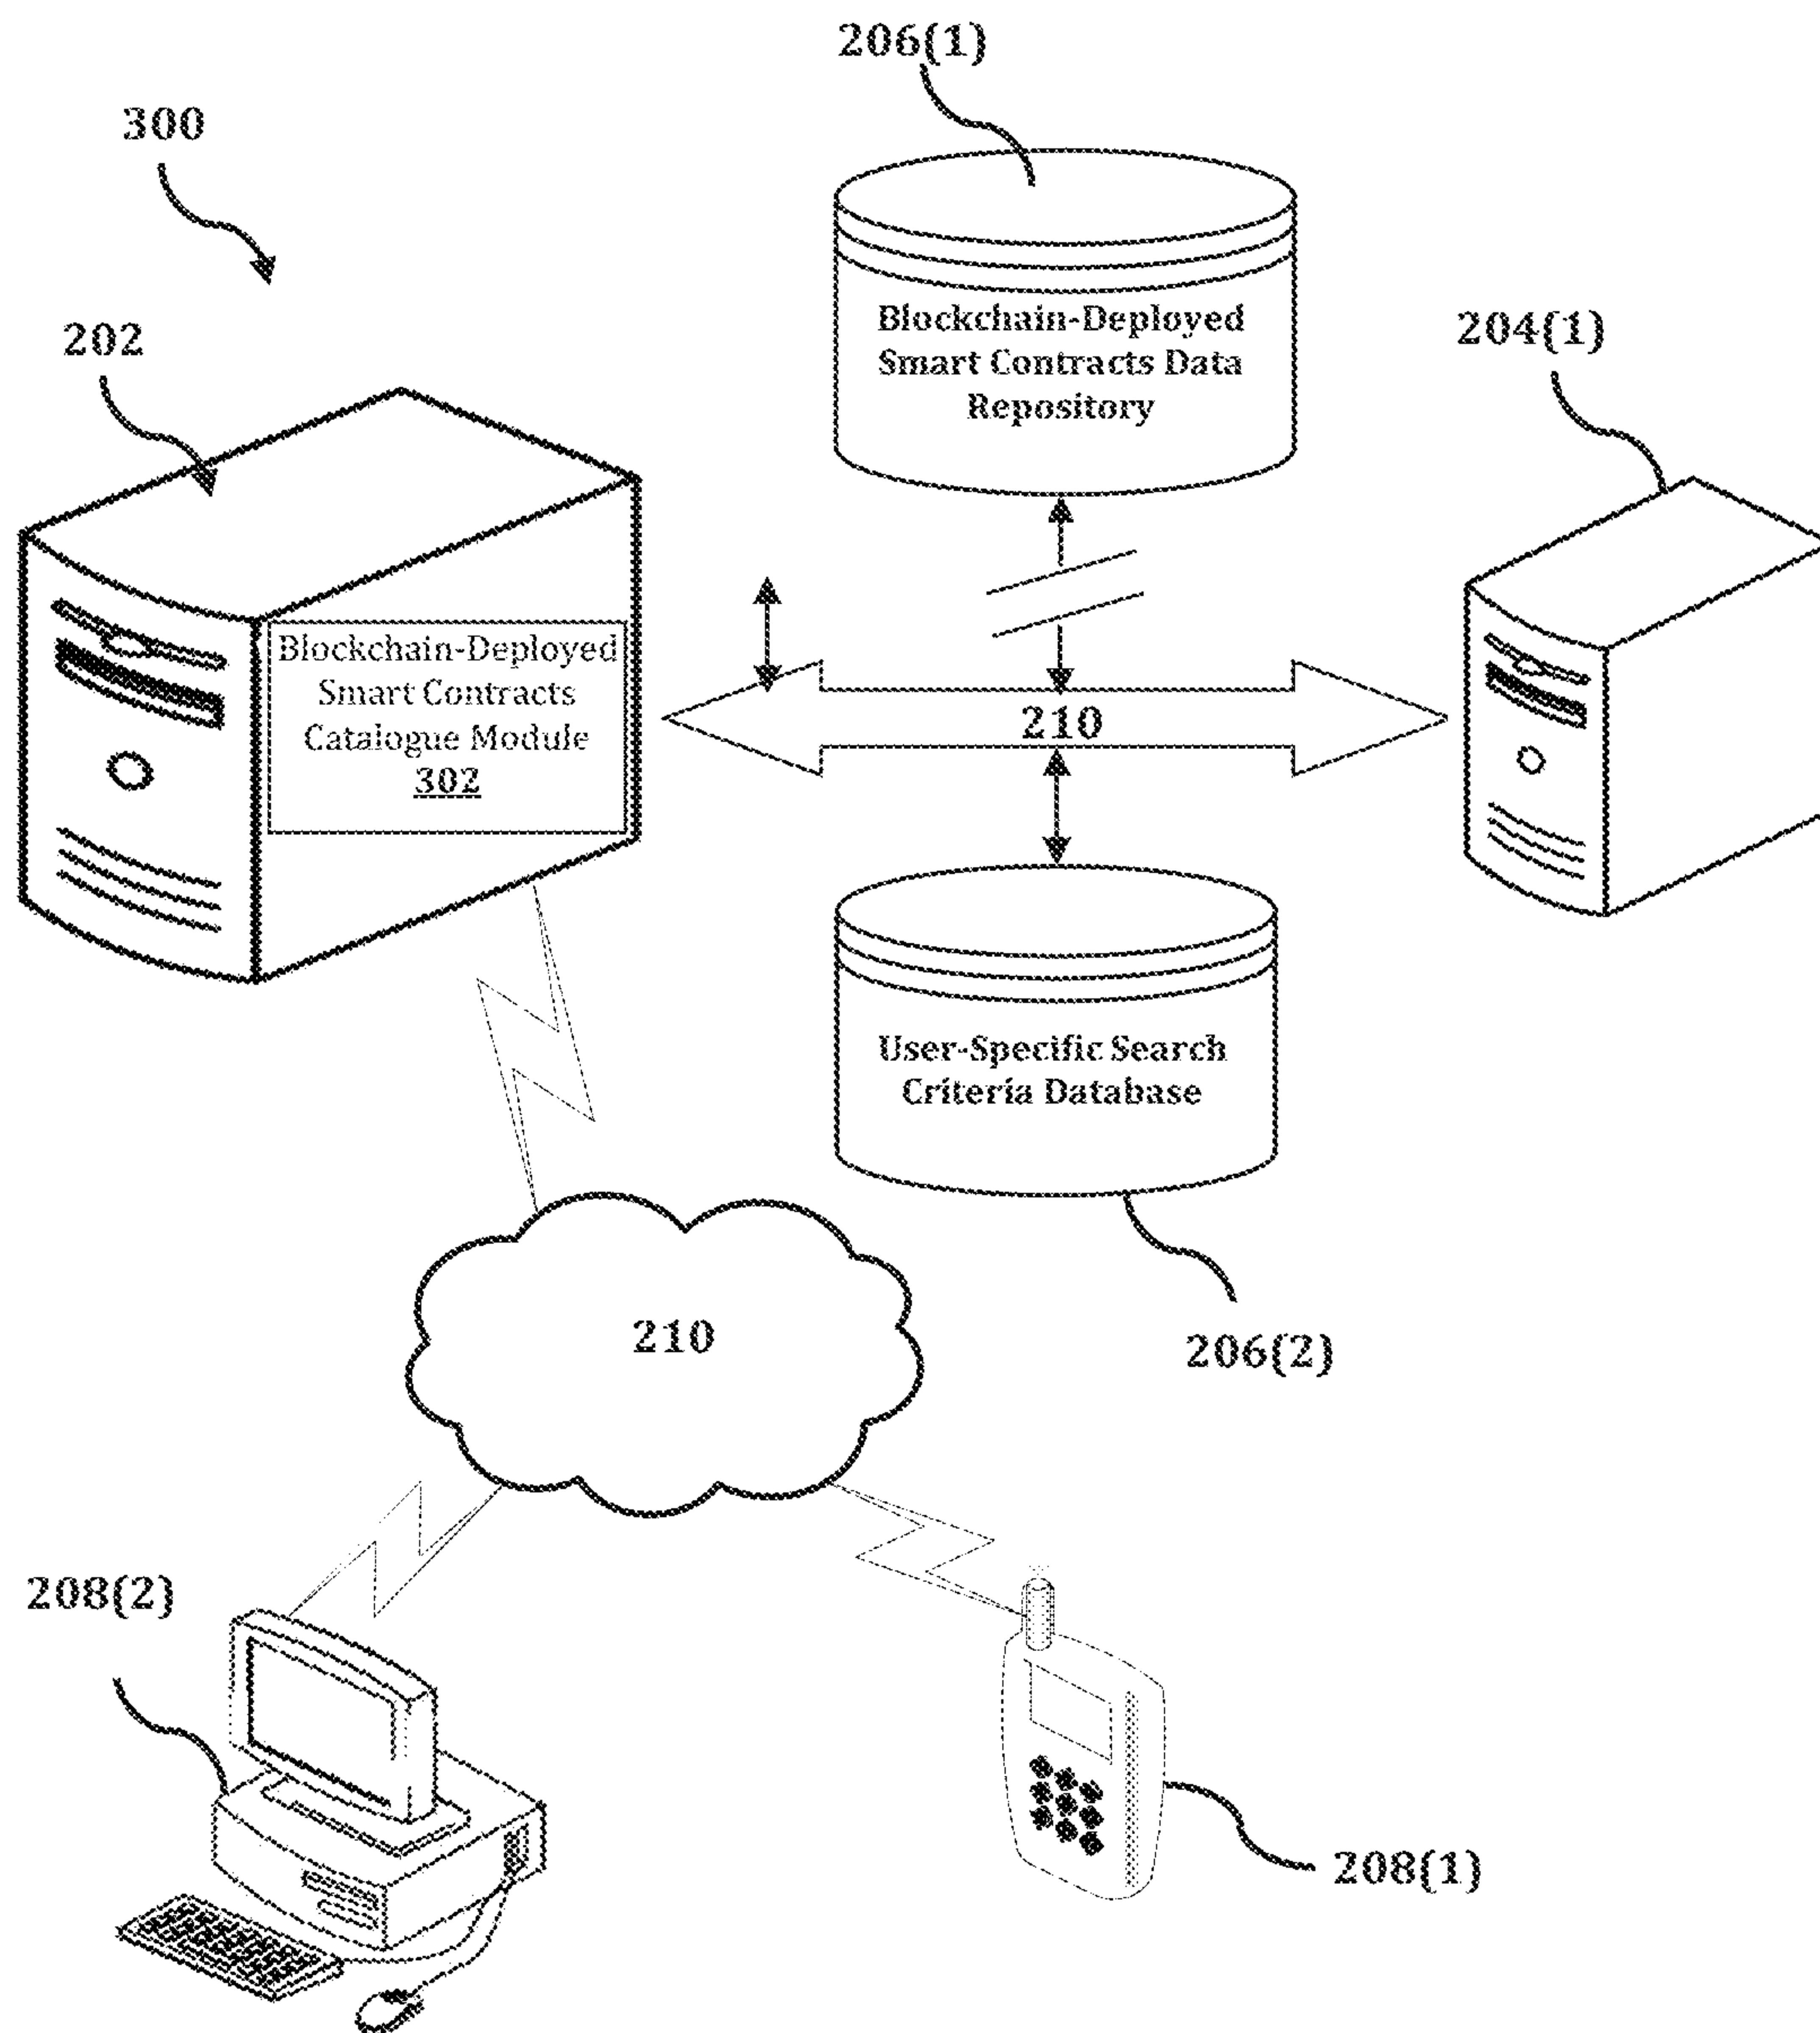 206(1)
300
202
Blockchain-Deployed
Smart Contracts Data
Repository
204(1)
Blockchain-Deployed
Smart Contracts
Catalogue Module
302
210
User-Specific Search
Criteria Database
210
206(2)
208(2)
208(1)